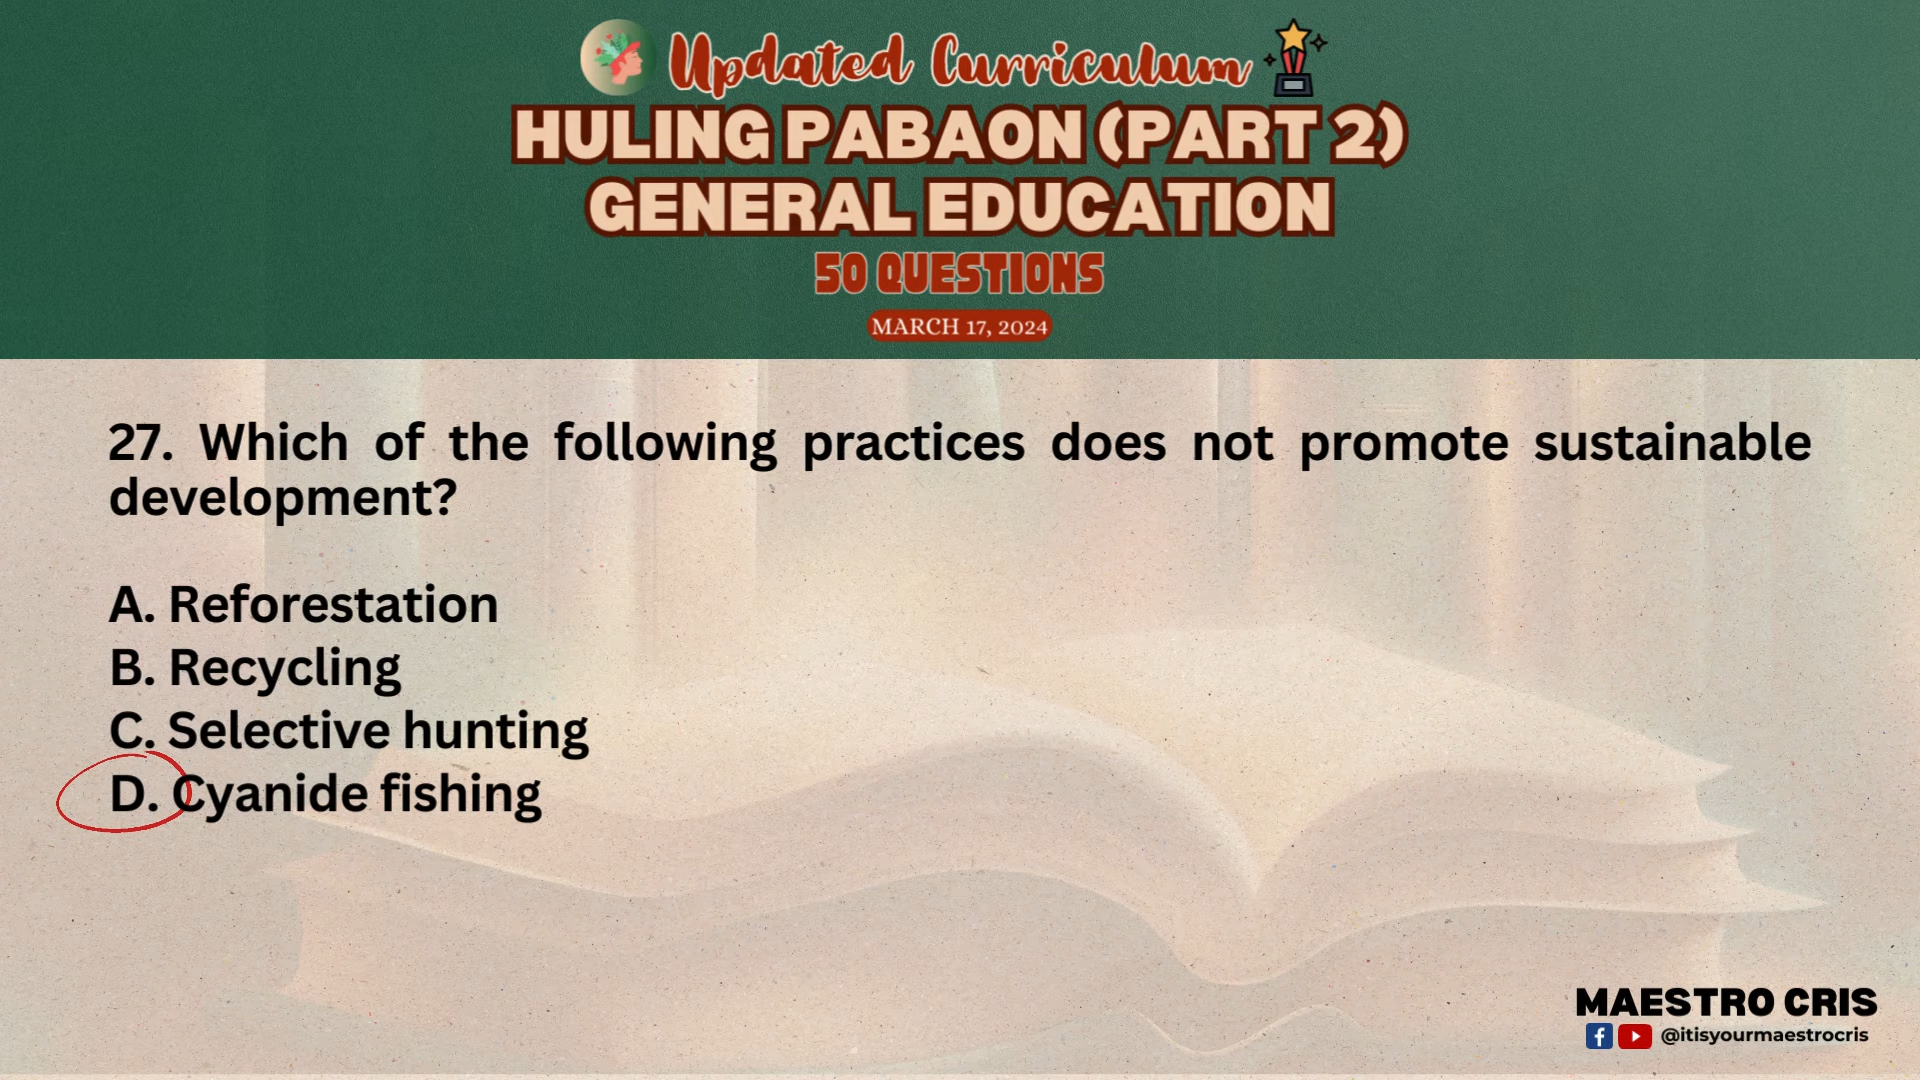 Updated Curriculum
HULING PABAON (PART 2)
GENERAL EDUCATION
50 QUESTIONS
MARCH 17, 2024
27. Which of the following practices does not promote sustainable
development?
A. Reforestation
B. Recycling
C. Selective hunting
D. Cyanide fishing
MAESTRO CRIS
@itisyourmaestrocris